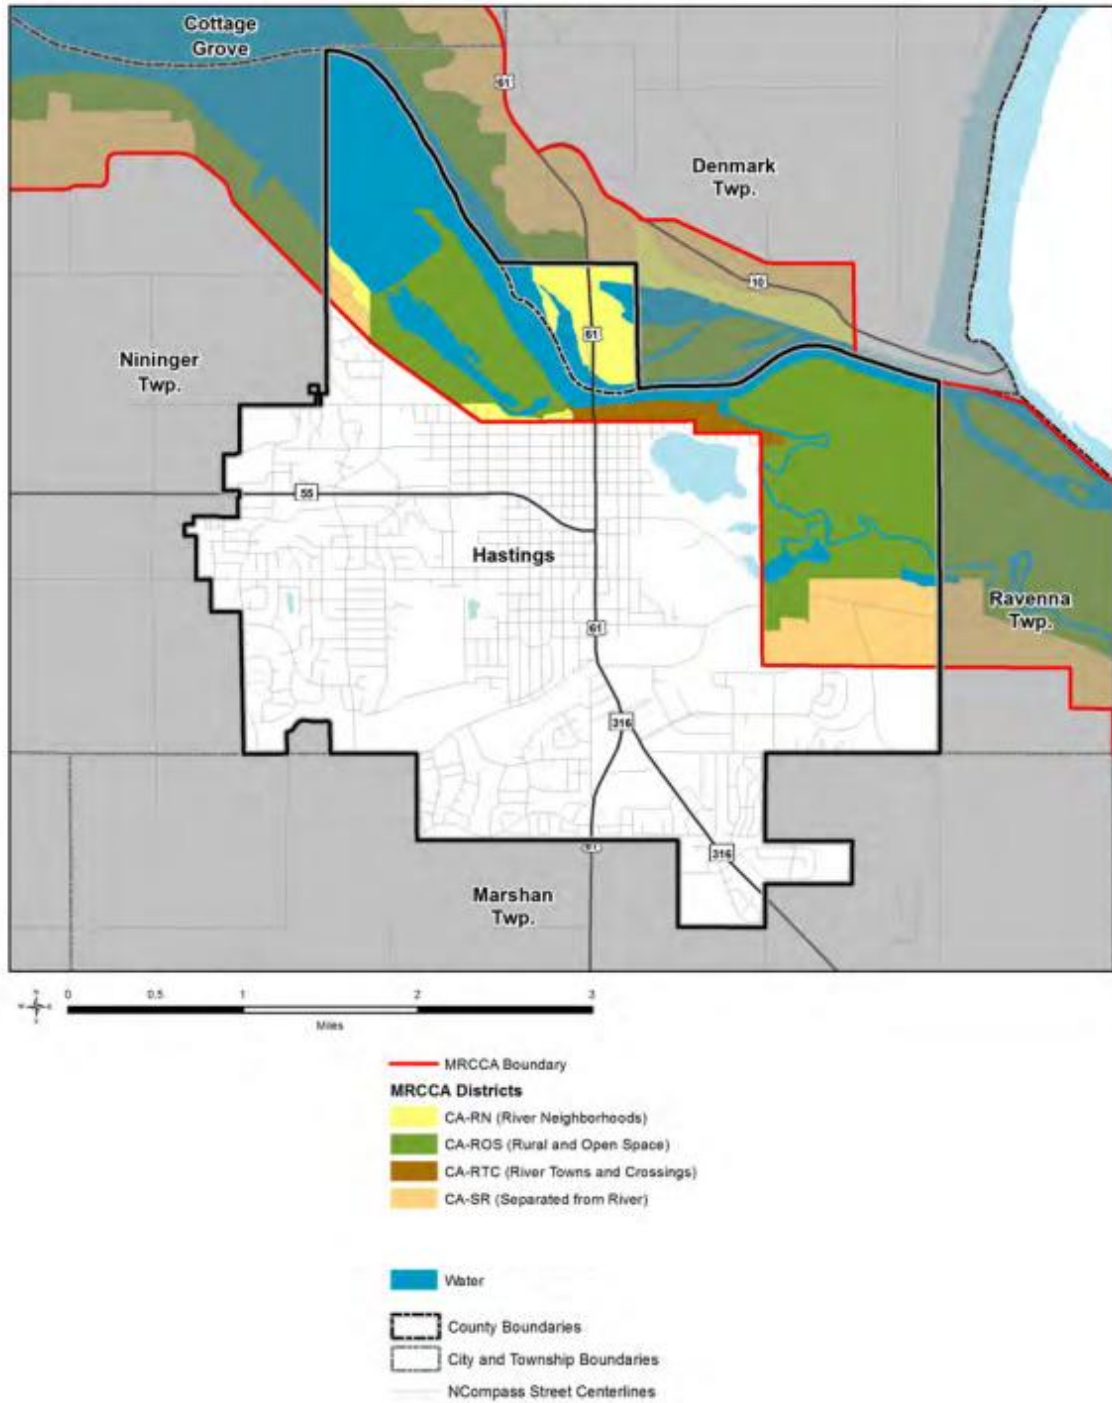 Cottage
Grove
61
Denmark
Twp.
10
61
Nininger
Twp.
55
Hastings
Ravenna
Twp.
61
316
61
316
Marshan
Twp.
0 0.5 1 2 3
Miles
MRCCA Boundary
MRCCA Districts
CA-RN (River Neighborhoods)
CA-ROS (Rural and Open Space)
CA-RTC (River Towns and Crossings)
CA-SR (Separated from River)
Water
County Boundaries
City and Township Boundaries
NCompass Street Centerlines